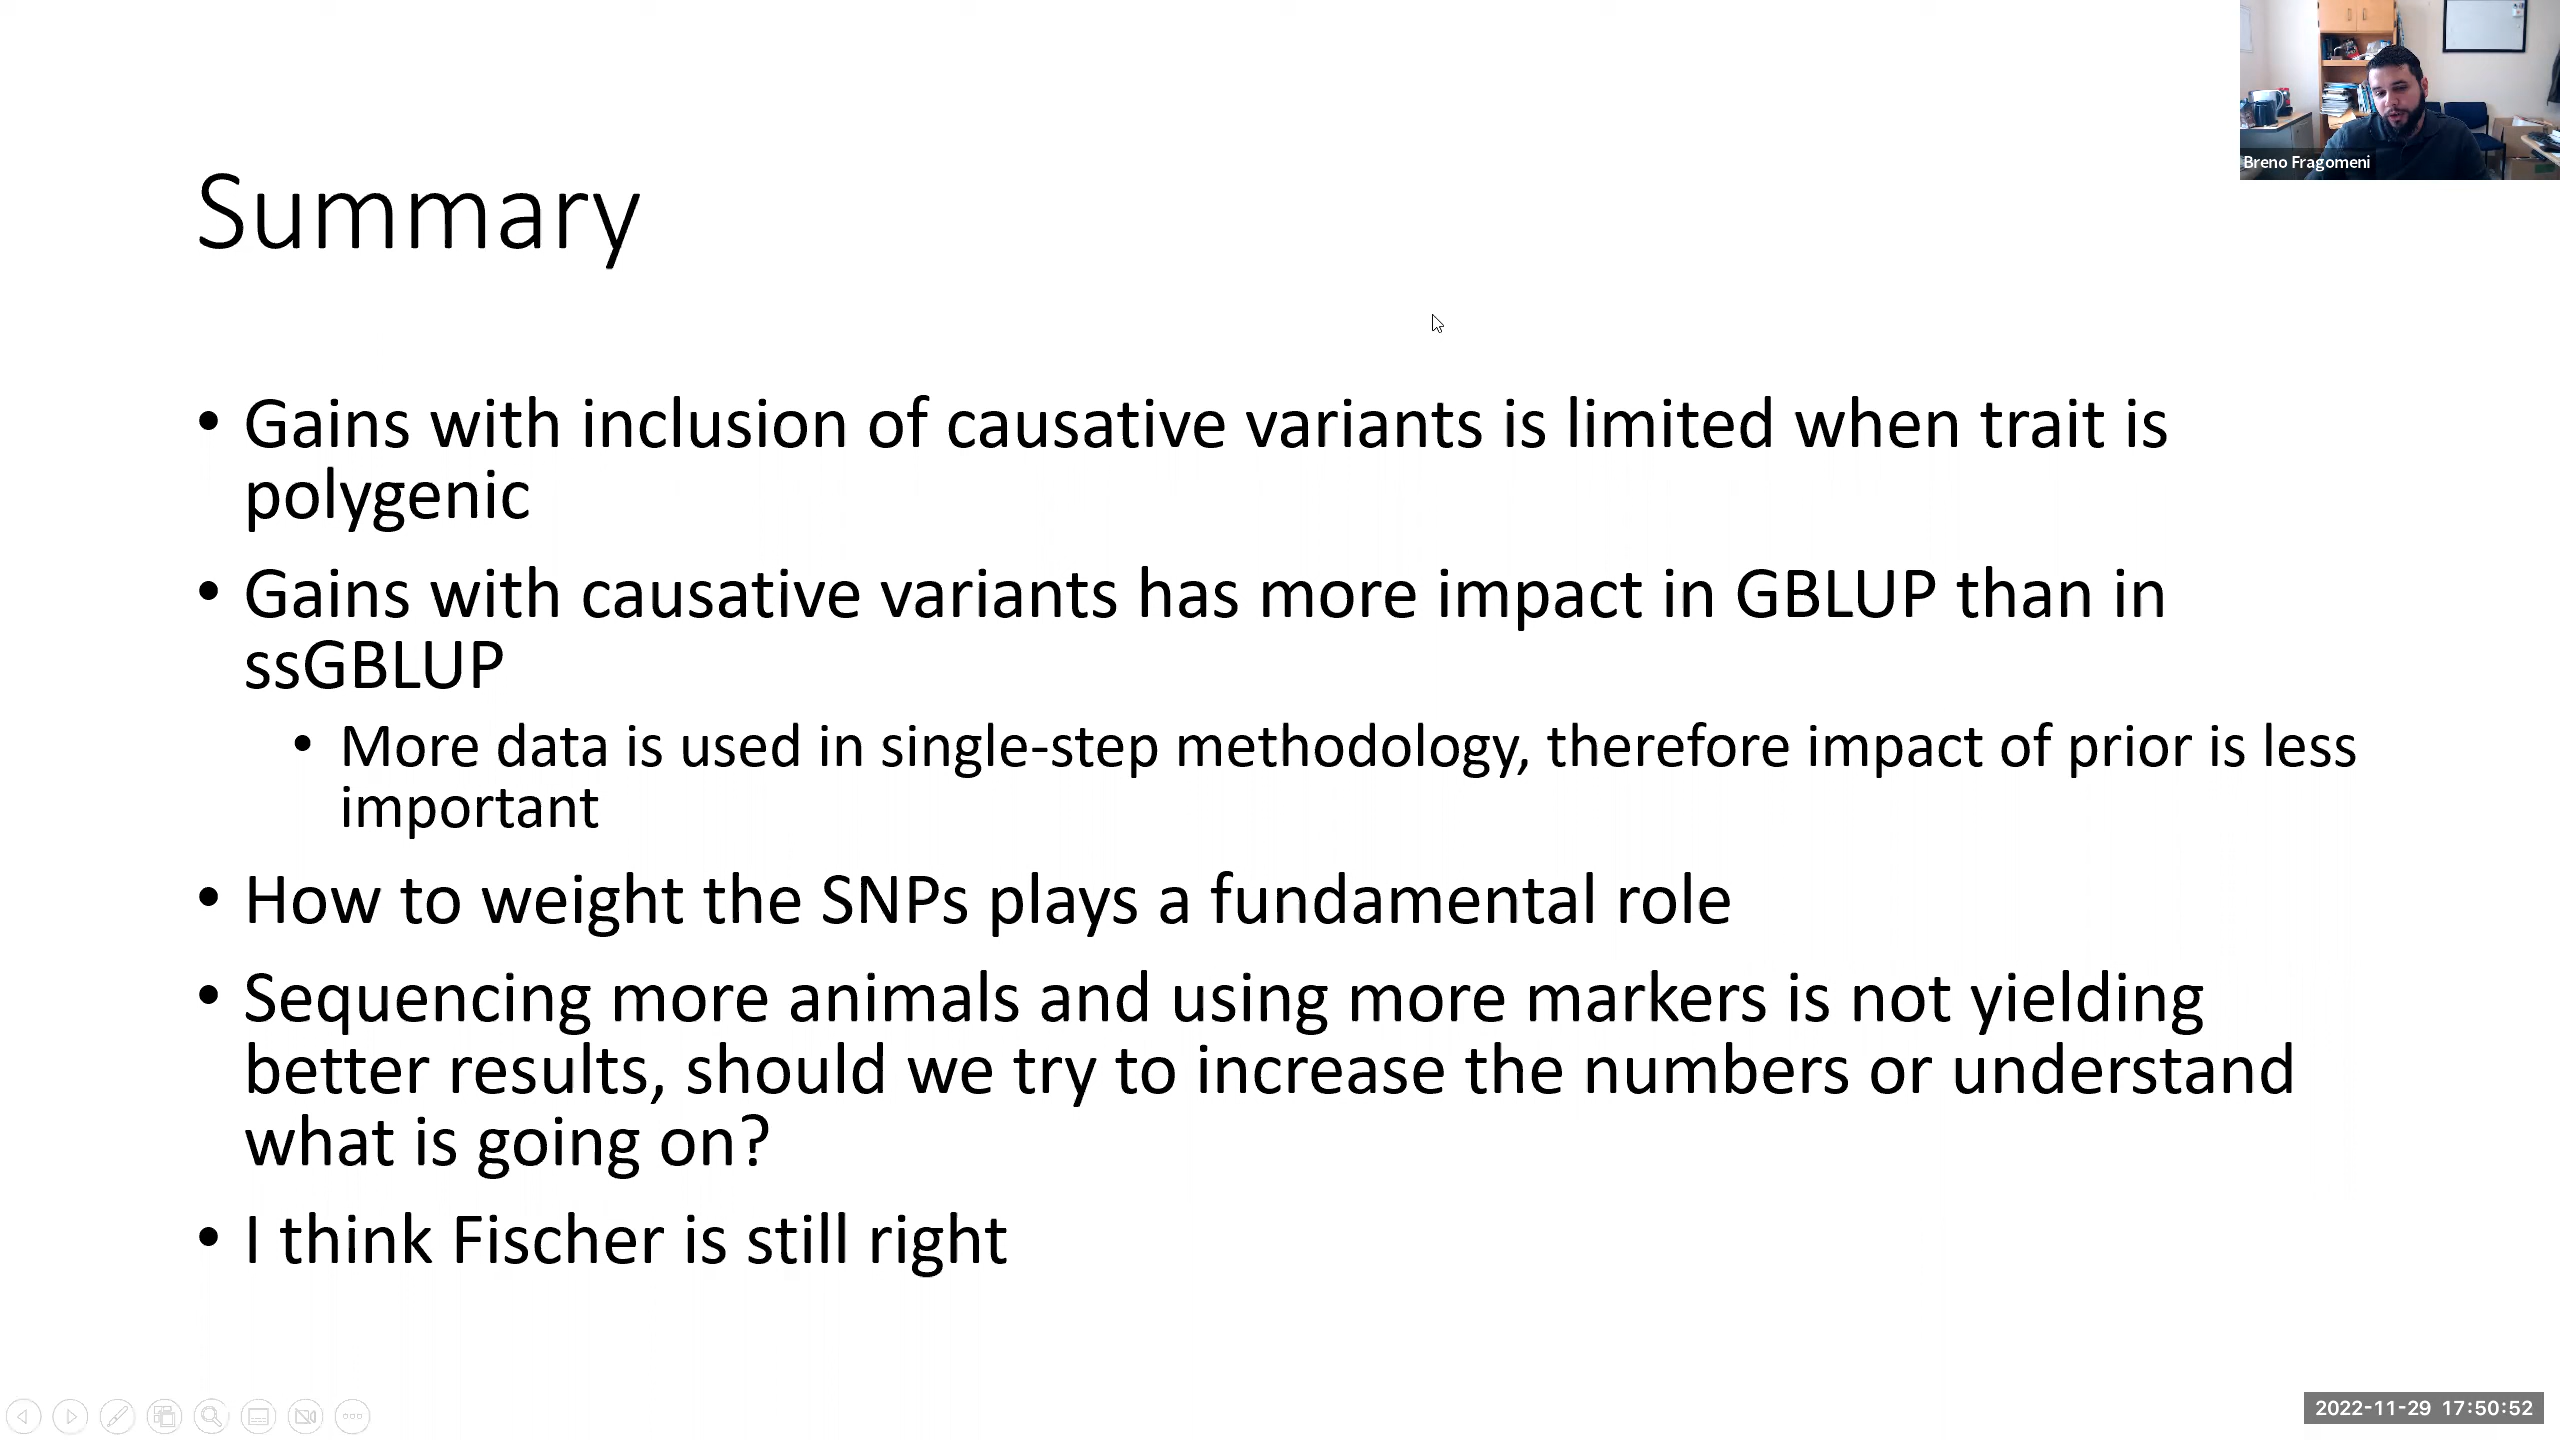 Breno Fragomeni
Summary
• Gains with inclusion of causative variants is limited when trait is
polygenic
• Gains with causative variants has more impact in GBLUP than in
ssGBLUP
• More data is used in single-step methodology, therefore impact of prior is less
important
• How to weight the SNPs plays a fundamental role
• Sequencing more animals and using more markers is not yielding
better results, should we try to increase the numbers or understand
what is going on?
• I think Fischer is still right
2022-11-29 17:50:52